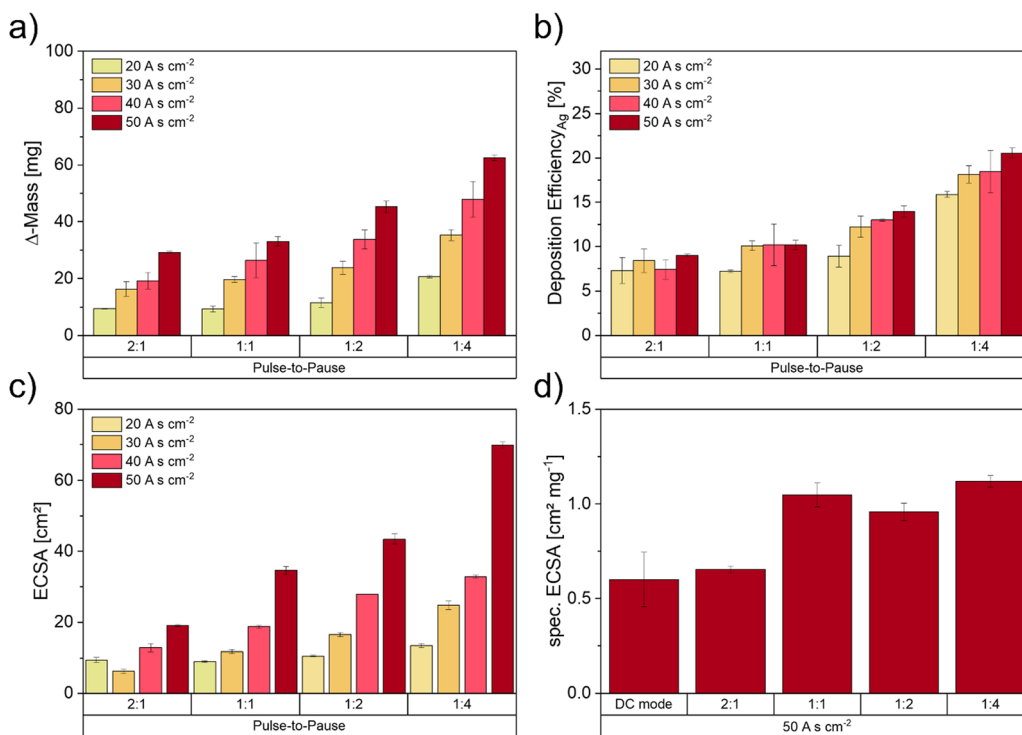 a)
Δ-Mass [mg]
100
80
60
40
20
0
20 A s cm⁻²
30 A s cm⁻²
40 A s cm⁻²
50 A s cm⁻²
2:1 1:1 1:2 1:4
Pulse-to-Pause
b)
Deposition Efficiency_Ag [%]
30
25
20
15
10
5
0
20 A s cm⁻²
30 A s cm⁻²
40 A s cm⁻²
50 A s cm⁻²
2:1 1:1 1:2 1:4
Pulse-to-Pause
c)
ECSA [cm²]
80
60
40
20
0
20 A s cm⁻²
30 A s cm⁻²
40 A s cm⁻²
50 A s cm⁻²
2:1 1:1 1:2 1:4
Pulse-to-Pause
d)
spec. ECSA [cm² mg⁻¹]
1.5
1.0
0.5
0.0
DC mode 2:1 1:1 1:2 1:4
50 A s cm⁻²